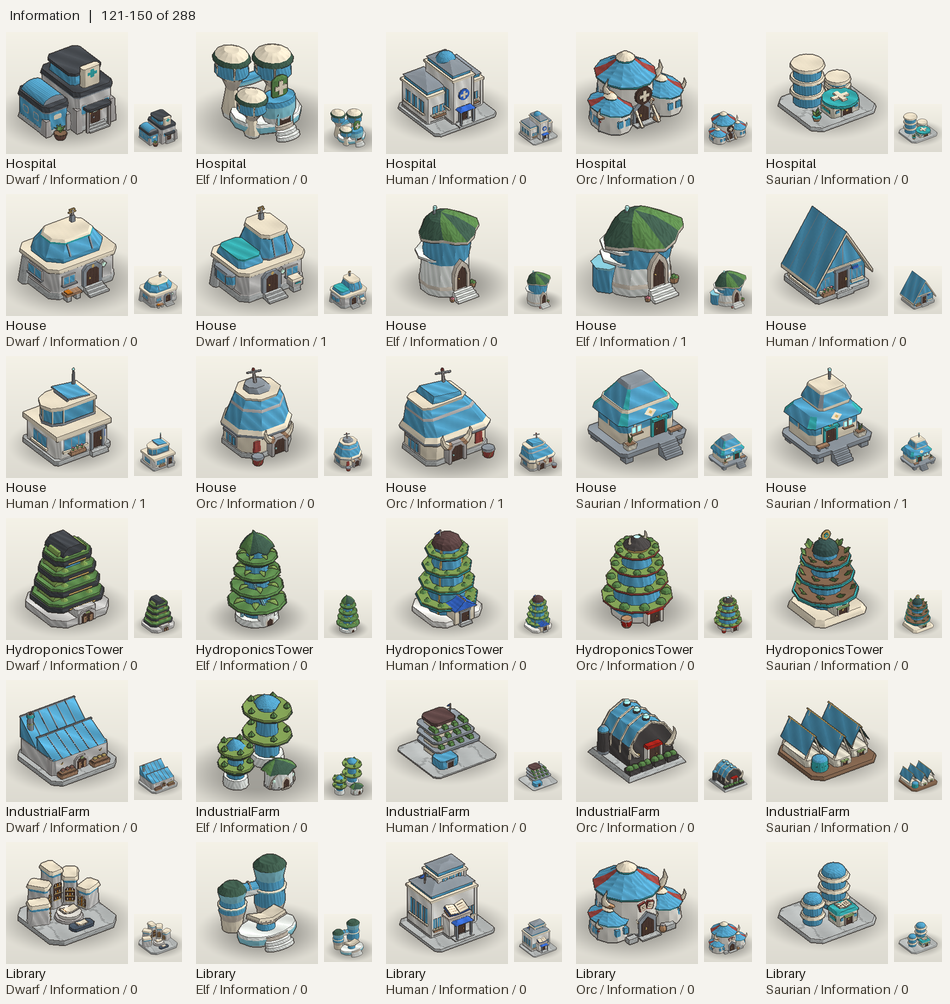 Information | 121-150 of 288
Hospital Hospital Hospital Hospital Hospital
Dwarf / Information / 0 Elf / Information / 0 Human / Information / 0 Orc / Information / 0 Saurian / Information / 0
House House House House House
Dwarf / Information / 0 Dwarf / Information / 1 Elf / Information / 0 Elf / Information / 1 Human / Information / 0
House House House House House
Human / Information / 1 Orc / Information / 0 Orc / Information / 1 Saurian / Information / 0 Saurian / Information / 1
HydroponicsTower HydroponicsTower HydroponicsTower HydroponicsTower HydroponicsTower
Dwarf / Information / 0 Elf / Information / 0 Human / Information / 0 Orc / Information / 0 Saurian / Information / 0
IndustrialFarm IndustrialFarm IndustrialFarm IndustrialFarm IndustrialFarm
Dwarf / Information / 0 Elf / Information / 0 Human / Information / 0 Orc / Information / 0 Saurian / Information / 0
Library Library Library Library Library
Dwarf / Information / 0 Elf / Information / 0 Human / Information / 0 Orc / Information / 0 Saurian / Information / 0